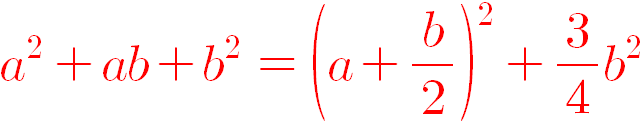 a² + ab + b² = (a + b/2)² + 3/4 b²